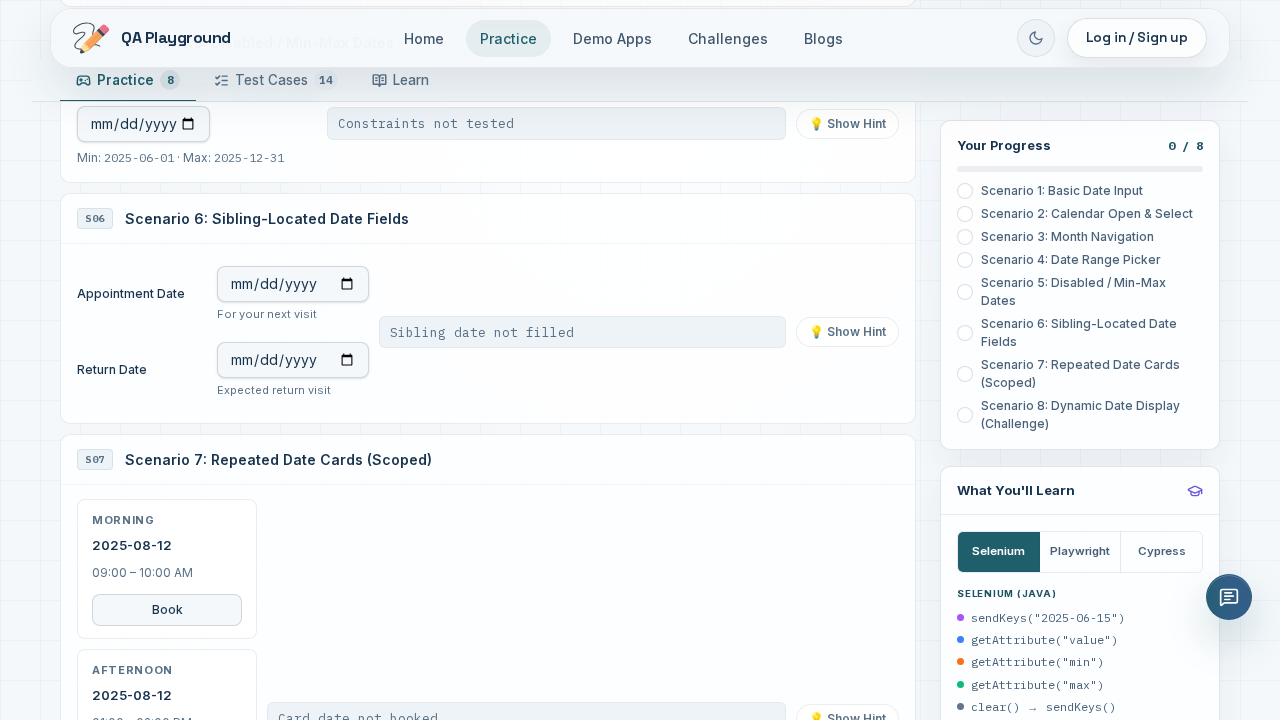 QA Playground
Home
Practice
Demo Apps
Challenges
Blogs
Log in / Sign up
Practice 8
Test Cases 14
Learn
mm/dd/yyyy
Constraints not tested
💡 Show Hint
Min: 2025-06-01 · Max: 2025-12-31
S06 Scenario 6: Sibling-Located Date Fields
Appointment Date
mm/dd/yyyy
For your next visit
Sibling date not filled
💡 Show Hint
Return Date
mm/dd/yyyy
Expected return visit
S07 Scenario 7: Repeated Date Cards (Scoped)
MORNING
2025-08-12
09:00 – 10:00 AM
Book
AFTERNOON
2025-08-12
Card date not booked
💡 Show Hint
Your Progress 0 / 8
Scenario 1: Basic Date Input
Scenario 2: Calendar Open & Select
Scenario 3: Month Navigation
Scenario 4: Date Range Picker
Scenario 5: Disabled / Min-Max
Dates
Scenario 6: Sibling-Located Date
Fields
Scenario 7: Repeated Date Cards
(Scoped)
Scenario 8: Dynamic Date Display
(Challenge)
What You'll Learn
Selenium
Playwright
Cypress
SELENIUM (JAVA)
sendKeys("2025-06-15")
getAttribute("value")
getAttribute("min")
getAttribute("max")
clear() → sendKeys()